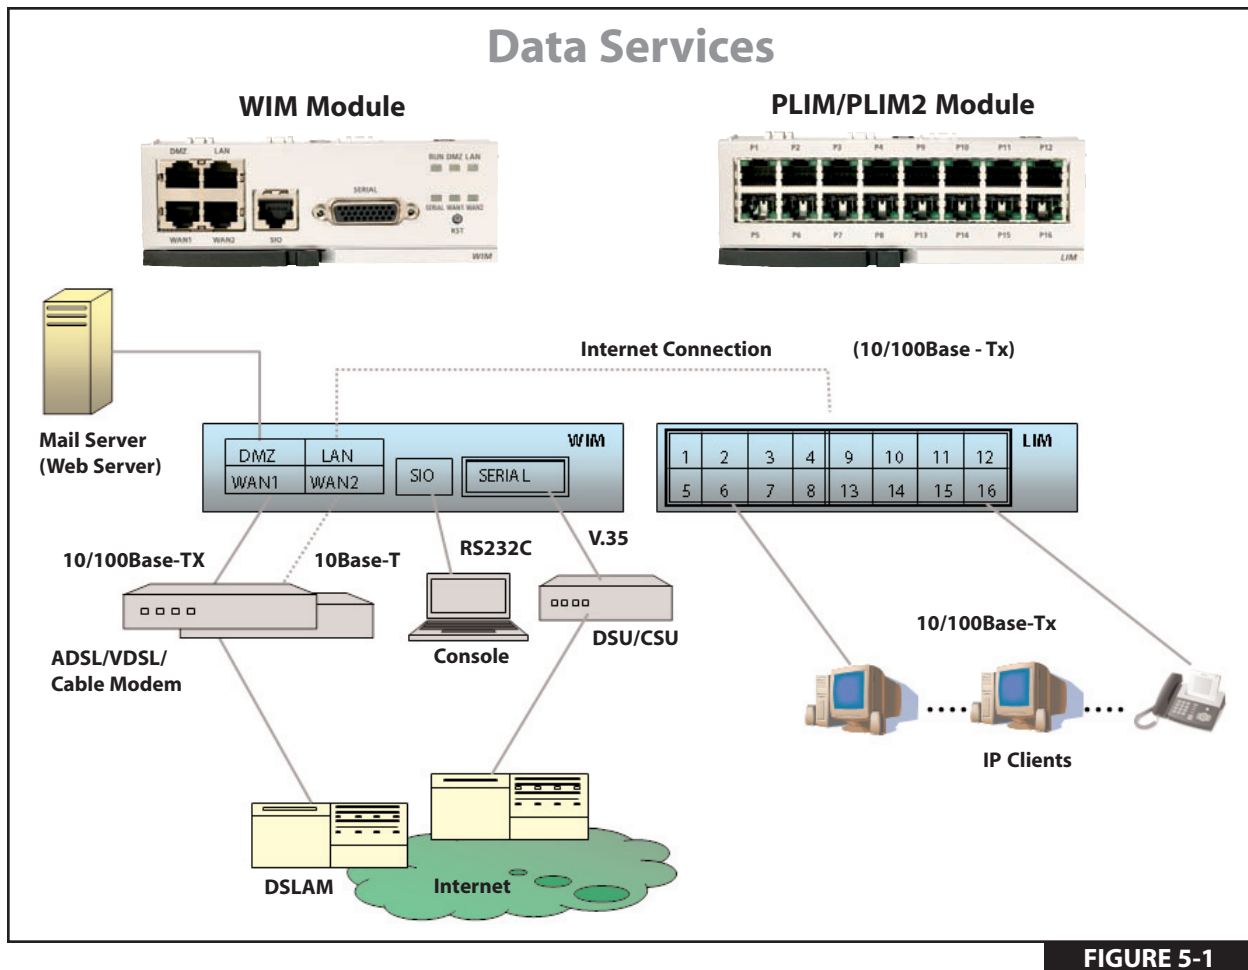 Data Services
WIM Module
PLIM/PLIM2 Module
DMZ LAN
RUN DMZ LAN
SERIAL
SERIAL WAN1 WAN2
RST
WAN1 WAN2 SIO
WIM
P1 P2 P3 P4 P9 P10 P11 P12
P5 P6 P7 P8 P13 P14 P15 P16
LIM
Internet Connection (10/100Base - Tx)
Mail Server
(Web Server)
WIM
DMZ LAN
WAN1 WAN2
SIO
SERIAL
LIM
1 2 3 4 9 10 11 12
5 6 7 8 13 14 15 16
10/100Base-TX
10Base-T
RS232C
V.35
ADSL/VDSL/
Cable Modem
Console
DSU/CSU
10/100Base-Tx
IP Clients
DSLAM
Internet
FIGURE 5-1